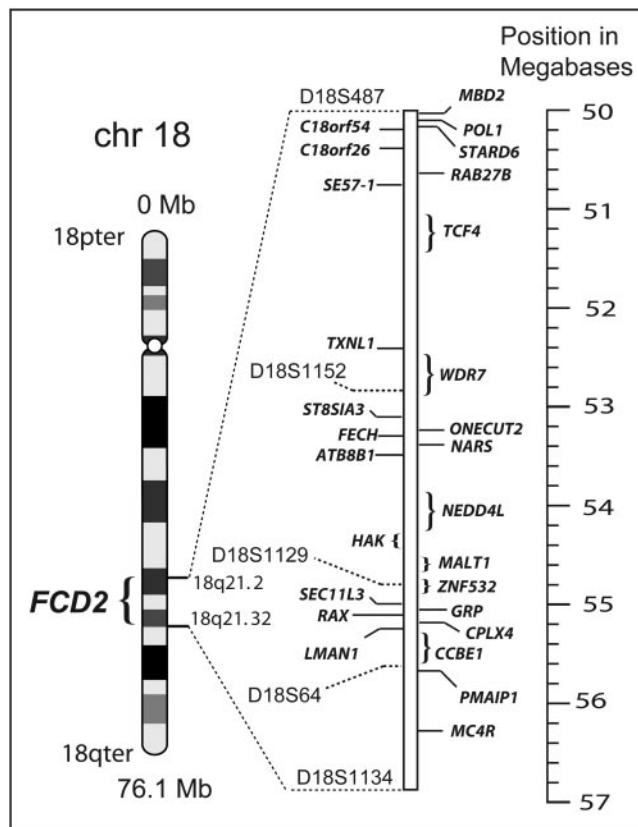 Position in
Megabases
chr 18
0 Mb
18pter
FCD2
18q21.2
18q21.32
18qter
76.1 Mb
D18S487
C18orf54
C18orf26
SE57-1
TXNL1
D18S1152
ST8SIA3
FECH
ATB8B1
HAK
D18S1129
SEC11L3
RAX
LMAN1
D18S64
D18S1134
MBD2
POL1
STARD6
RAB27B
TCF4
WDR7
ONECUT2
NARS
NEDD4L
MALT1
ZNF532
GRP
CPLX4
CCBE1
PMAIP1
MC4R
50
51
52
53
54
55
56
57